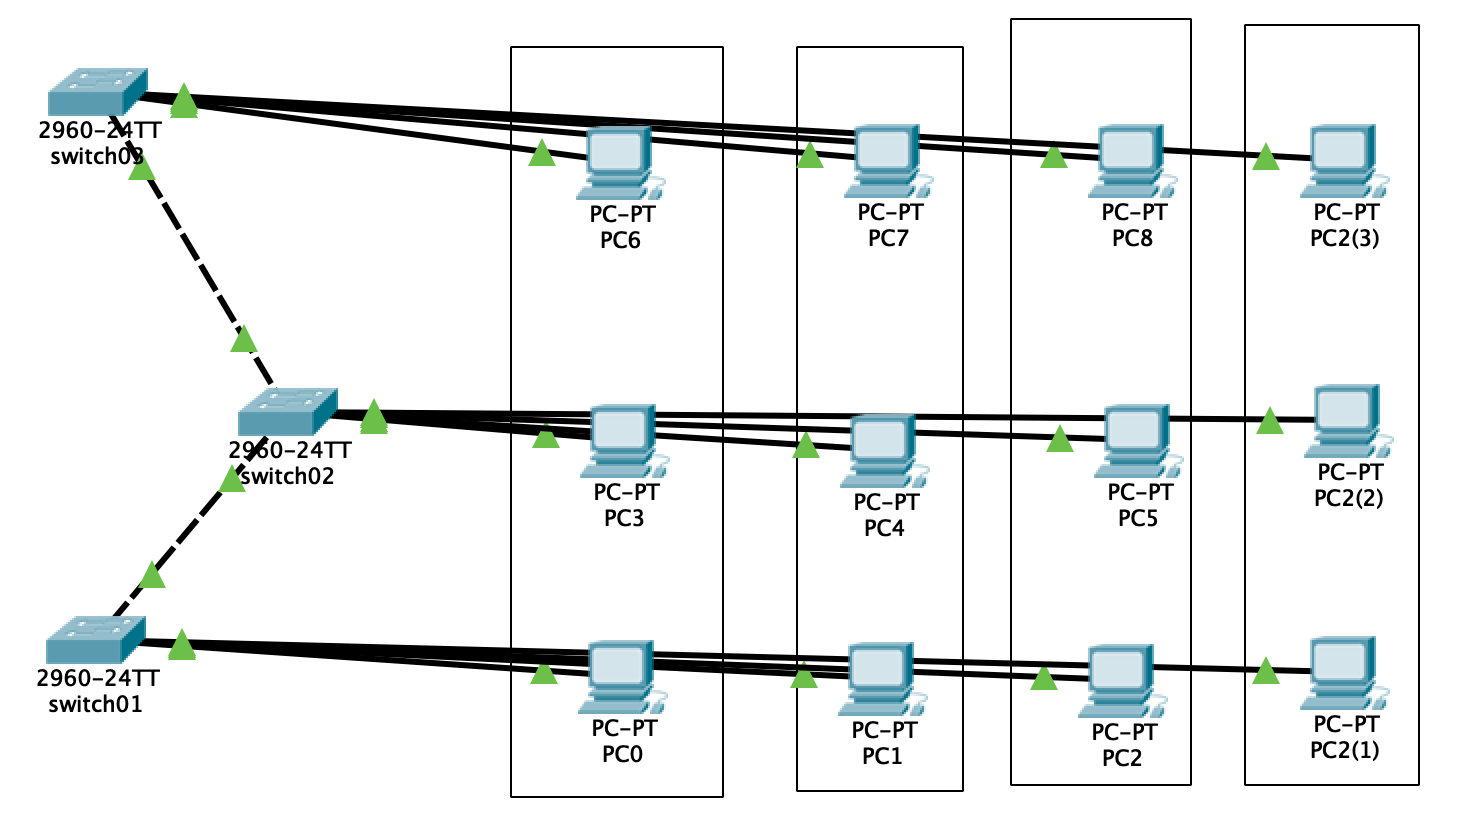 2960-24TT
switch03
PC-PT
PC6
PC-PT
PC7
PC-PT
PC8
PC-PT
PC2(3)
2960-24TT
switch02
PC-PT
PC3
PC-PT
PC4
PC-PT
PC5
PC-PT
PC2(2)
2960-24TT
switch01
PC-PT
PC0
PC-PT
PC1
PC-PT
PC2
PC-PT
PC2(1)